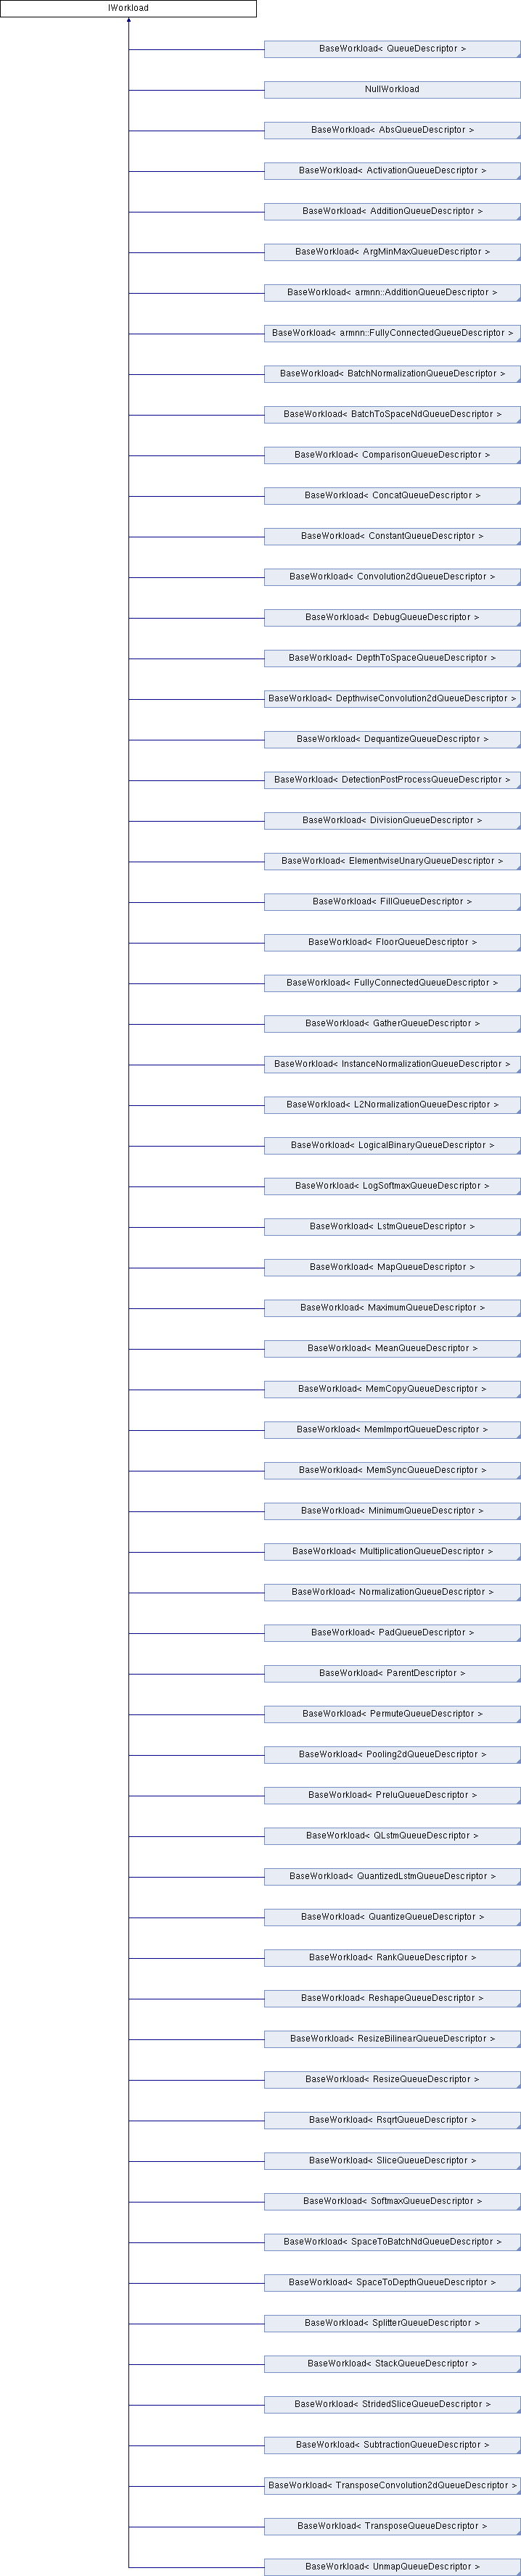 IWorkload
BaseWorkload< QueueDescriptor >
NullWorkload
BaseWorkload< AbsQueueDescriptor >
BaseWorkload< ActivationQueueDescriptor >
BaseWorkload< AdditionQueueDescriptor >
BaseWorkload< ArgMinMaxQueueDescriptor >
BaseWorkload< armnn::AdditionQueueDescriptor >
BaseWorkload< armnn::FullyConnectedQueueDescriptor >
BaseWorkload< BatchNormalizationQueueDescriptor >
BaseWorkload< BatchToSpaceNdQueueDescriptor >
BaseWorkload< ComparisonQueueDescriptor >
BaseWorkload< ConcatQueueDescriptor >
BaseWorkload< ConstantQueueDescriptor >
BaseWorkload< Convolution2dQueueDescriptor >
BaseWorkload< DebugQueueDescriptor >
BaseWorkload< DepthToSpaceQueueDescriptor >
BaseWorkload< DepthwiseConvolution2dQueueDescriptor >
BaseWorkload< DequantizeQueueDescriptor >
BaseWorkload< DetectionPostProcessQueueDescriptor >
BaseWorkload< DivisionQueueDescriptor >
BaseWorkload< ElementwiseUnaryQueueDescriptor >
BaseWorkload< FillQueueDescriptor >
BaseWorkload< FloorQueueDescriptor >
BaseWorkload< FullyConnectedQueueDescriptor >
BaseWorkload< GatherQueueDescriptor >
BaseWorkload< InstanceNormalizationQueueDescriptor >
BaseWorkload< L2NormalizationQueueDescriptor >
BaseWorkload< LogicalBinaryQueueDescriptor >
BaseWorkload< LogSoftmaxQueueDescriptor >
BaseWorkload< LstmQueueDescriptor >
BaseWorkload< MapQueueDescriptor >
BaseWorkload< MaximumQueueDescriptor >
BaseWorkload< MeanQueueDescriptor >
BaseWorkload< MemCopyQueueDescriptor >
BaseWorkload< MemImportQueueDescriptor >
BaseWorkload< MemSyncQueueDescriptor >
BaseWorkload< MinimumQueueDescriptor >
BaseWorkload< MultiplicationQueueDescriptor >
BaseWorkload< NormalizationQueueDescriptor >
BaseWorkload< PadQueueDescriptor >
BaseWorkload< ParentDescriptor >
BaseWorkload< PermuteQueueDescriptor >
BaseWorkload< Pooling2dQueueDescriptor >
BaseWorkload< PreluQueueDescriptor >
BaseWorkload< QLstmQueueDescriptor >
BaseWorkload< QuantizedLstmQueueDescriptor >
BaseWorkload< QuantizeQueueDescriptor >
BaseWorkload< RankQueueDescriptor >
BaseWorkload< ReshapeQueueDescriptor >
BaseWorkload< ResizeBilinearQueueDescriptor >
BaseWorkload< ResizeQueueDescriptor >
BaseWorkload< RsqrtQueueDescriptor >
BaseWorkload< SliceQueueDescriptor >
BaseWorkload< SoftmaxQueueDescriptor >
BaseWorkload< SpaceToBatchNdQueueDescriptor >
BaseWorkload< SpaceToDepthQueueDescriptor >
BaseWorkload< SplitterQueueDescriptor >
BaseWorkload< StackQueueDescriptor >
BaseWorkload< StridedSliceQueueDescriptor >
BaseWorkload< SubtractionQueueDescriptor >
BaseWorkload< TransposeConvolution2dQueueDescriptor >
BaseWorkload< TransposeQueueDescriptor >
BaseWorkload< UnmapQueueDescriptor >